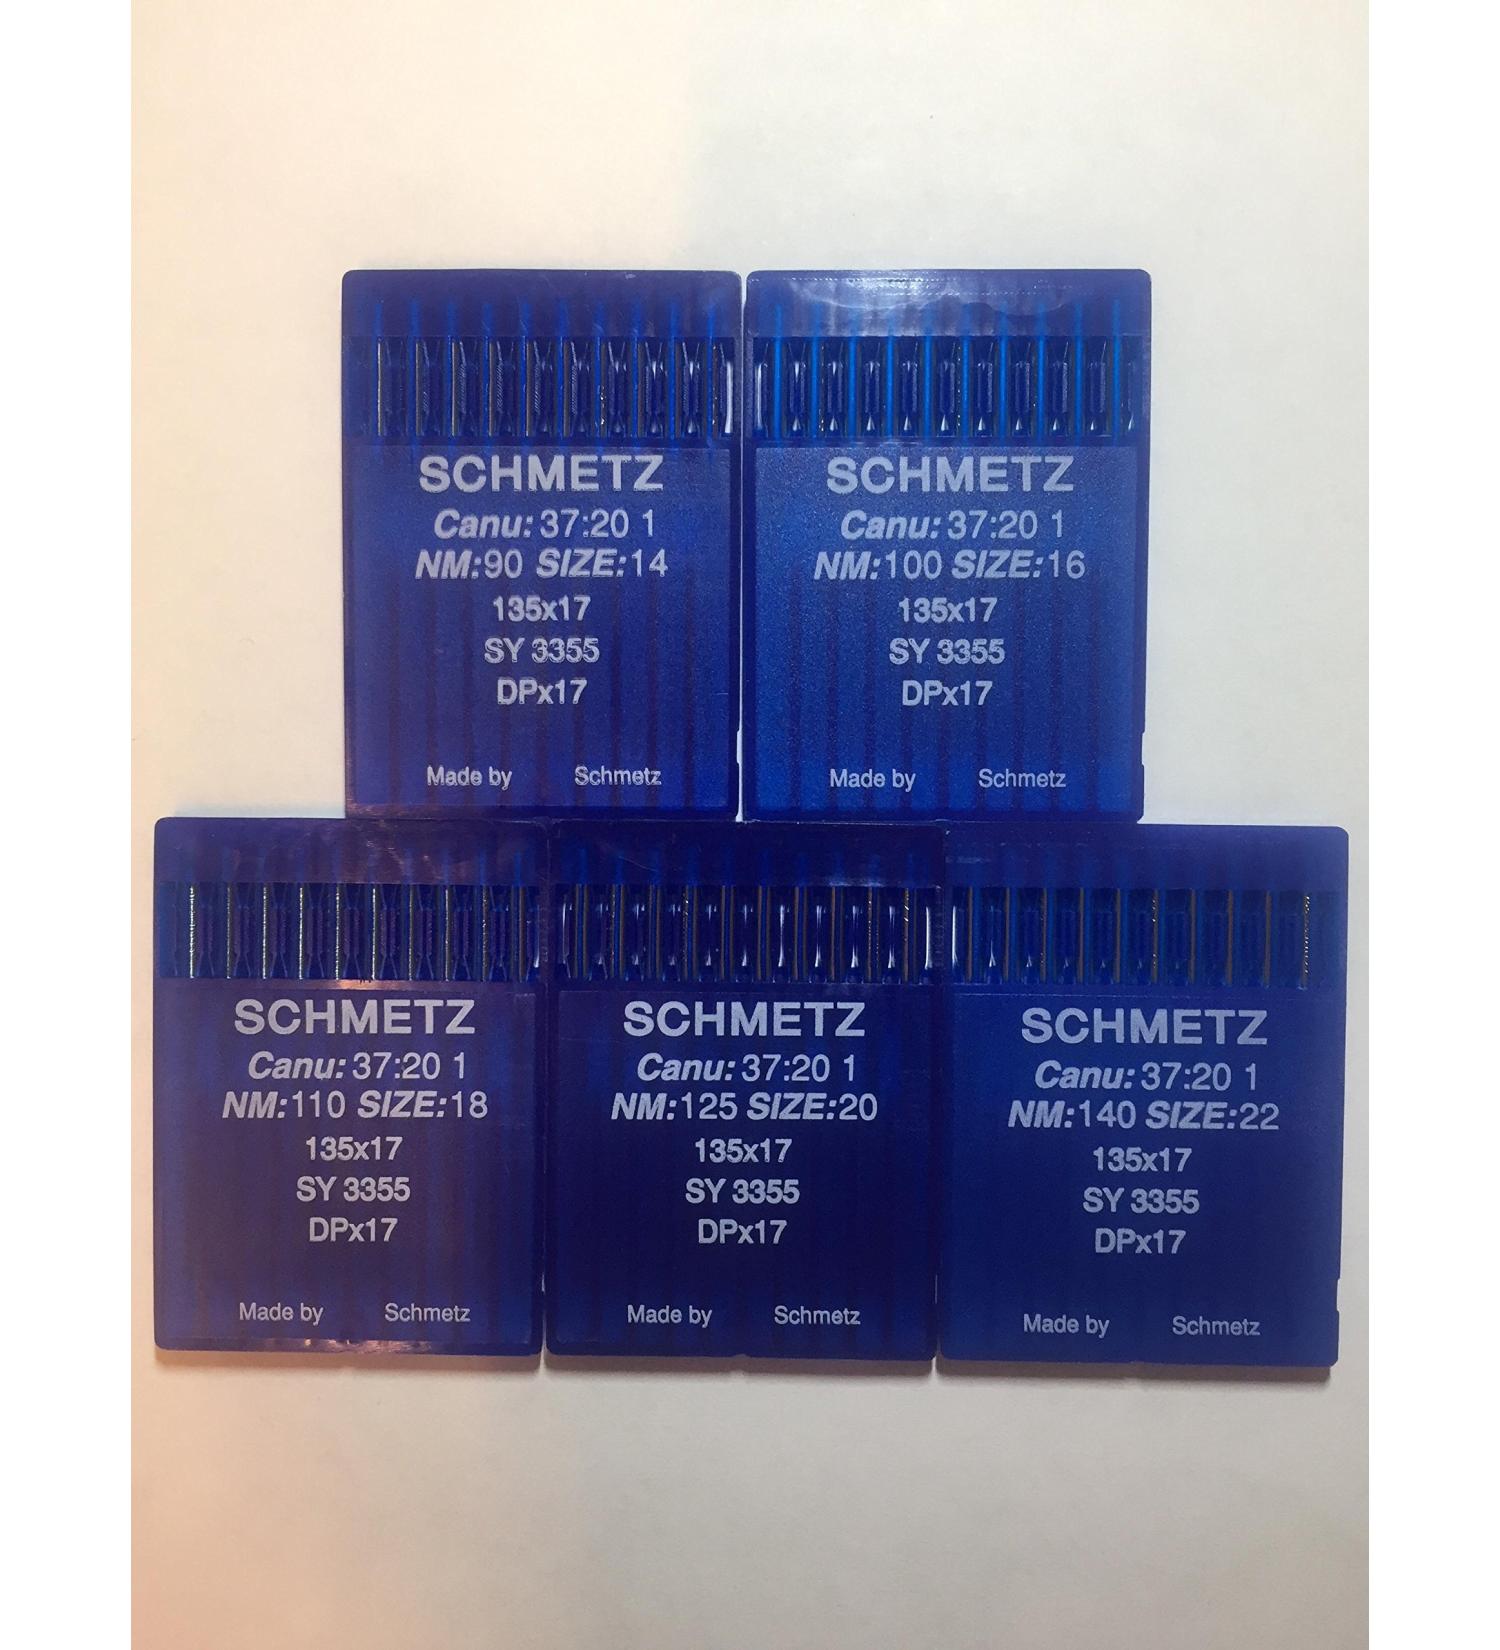 SCHMETZ
Canu: 37:20 1
NM:90 SIZE:14
135x17
SY 3355
DPx17
Made by Schmetz
SCHMETZ
Canu: 37:20 1
NM:100 SIZE:16
135x17
SY 3355
DPx17
Made by Schmetz
SCHMETZ
Canu: 37:20 1
NM:110 SIZE:18
135x17
SY 3355
DPx17
Made by Schmetz
SCHMETZ
Canu: 37:20 1
NM:125 SIZE:20
135x17
SY 3355
DPx17
Made by Schmetz
SCHMETZ
Canu: 37:20 1
NM:140 SIZE:22
135x17
SY 3355
DPx17
Made by Schmetz